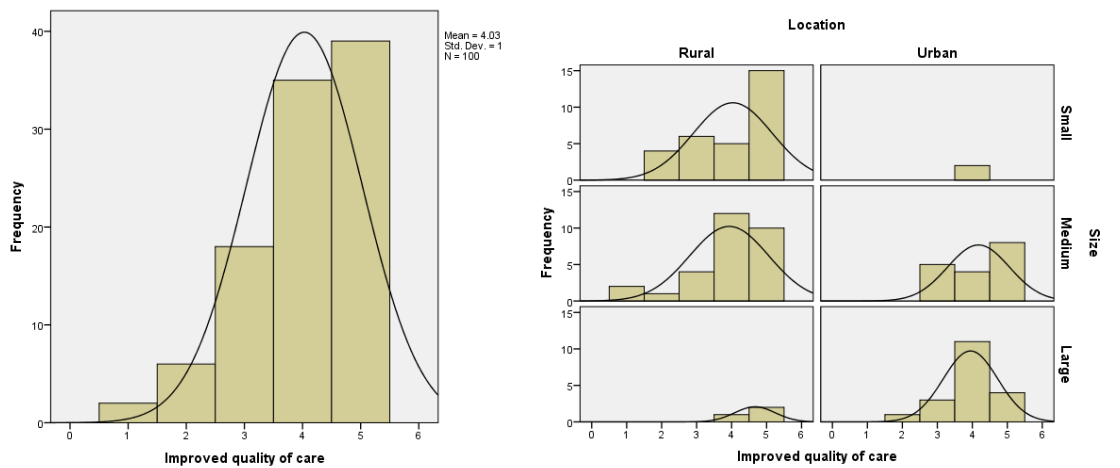 40
30
20
10
0
Frequency
0 1 2 3 4 5 6
Improved quality of care
Mean = 4.03
Std. Dev. = 1
N = 100
Location
Rural Urban
15
10
5
0
Small
15
10
5
0
Medium
15
10
5
0
Large
Frequency
Size
0 1 2 3 4 5 6 0 1 2 3 4 5 6
Improved quality of care